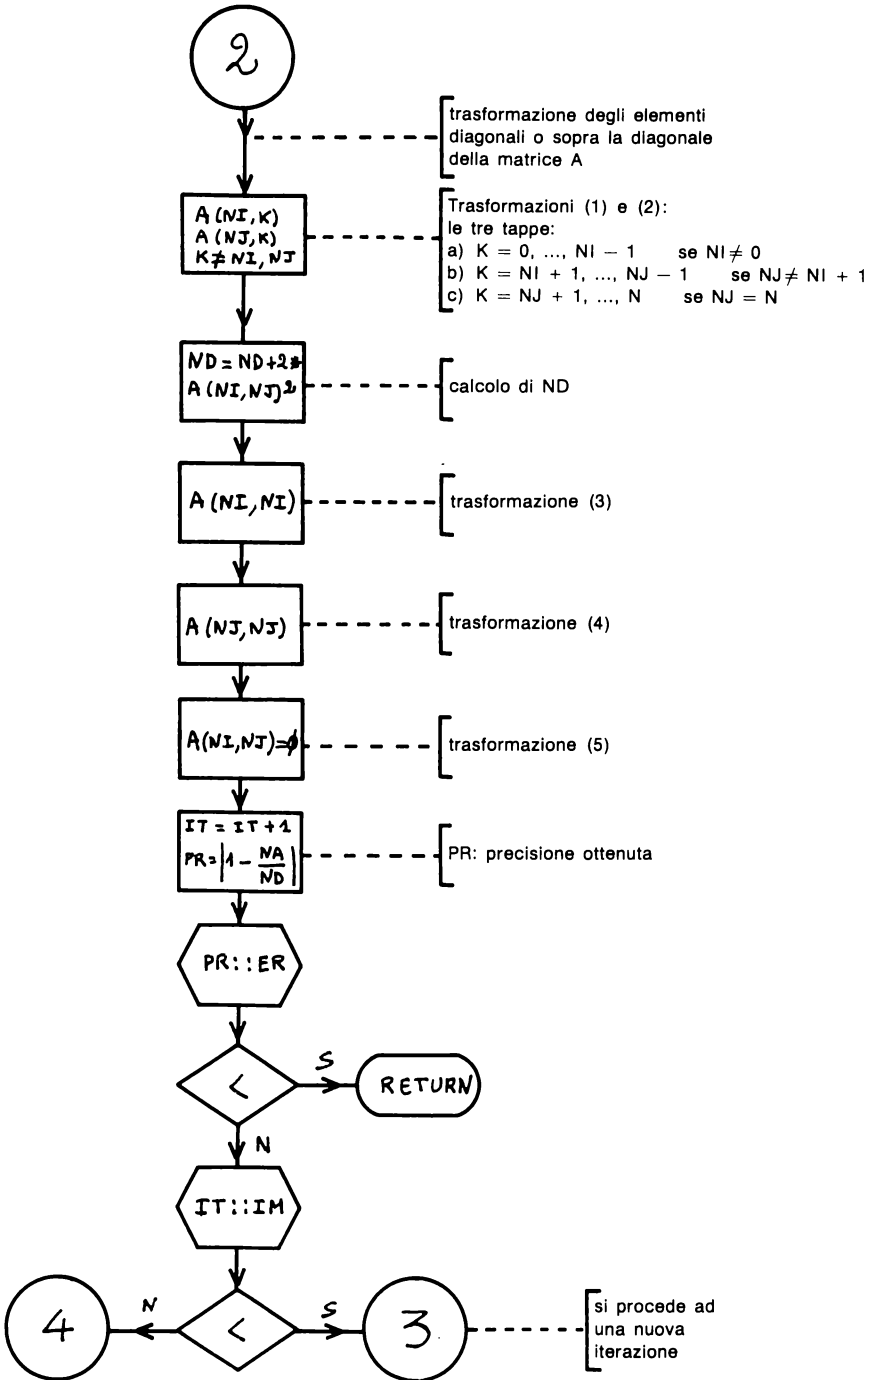 2
trasformazione degli elementi
diagonali o sopra la diagonale
della matrice A
A (NI,K)
A (NJ,K)
K≠NI,NJ
Trasformazioni (1) e (2):
le tre tappe:
a) K = 0, ..., NI − 1 se NI ≠ 0
b) K = NI + 1, ..., NJ − 1 se NJ ≠ NI + 1
c) K = NJ + 1, ..., N se NJ = N
ND = ND+2*
A (NI,NJ)²
calcolo di ND
A (NI,NI)
trasformazione (3)
A (NJ,NJ)
trasformazione (4)
A(NI,NJ)=ø
trasformazione (5)
IT = IT+1
PR=|1 − NA/ND|
PR: precisione ottenuta
PR::ER
<
S
RETURN
N
IT::IM
4
N
<
S
3
si procede ad
una nuova
iterazione